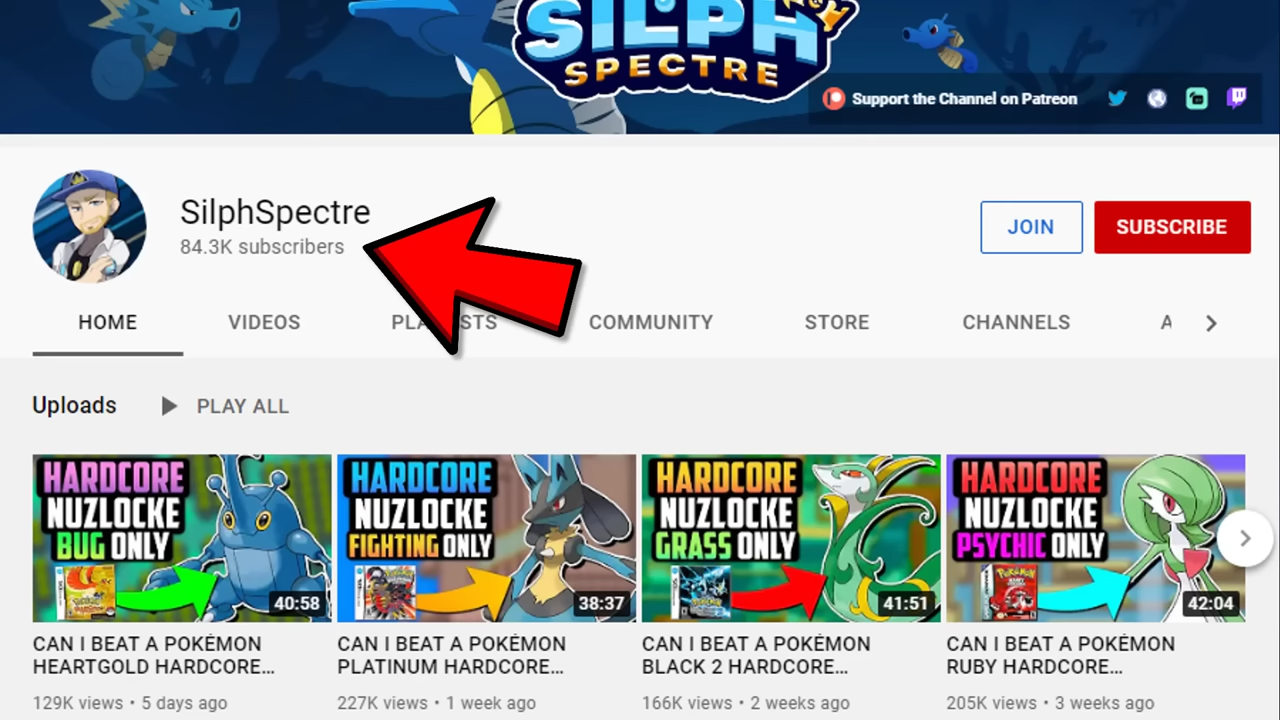 SILPH
SPECTRE
Support the Channel on Patreon
SilphSpectre
84.3K subscribers
JOIN
SUBSCRIBE
HOME
VIDEOS
COMMUNITY
STORE
CHANNELS
A
Uploads
PLAY ALL
HARDCORE
NUZLOCKE
BUG ONLY
40:58
HARDCORE
NUZLOCKE
FIGHTING ONLY
38:37
HARDCORE
NUZLOCKE
GRASS ONLY
41:51
HARDCORE
NUZLOCKE
PSYCHIC ONLY
42:04
CAN I BEAT A POKÉMON
HEARTGOLD HARDCORE…
129K views • 5 days ago
CAN I BEAT A POKÉMON
PLATINUM HARDCORE…
227K views • 1 week ago
CAN I BEAT A POKÉMON
BLACK 2 HARDCORE…
166K views • 2 weeks ago
CAN I BEAT A POKÉMON
RUBY HARDCORE…
205K views • 3 weeks ago